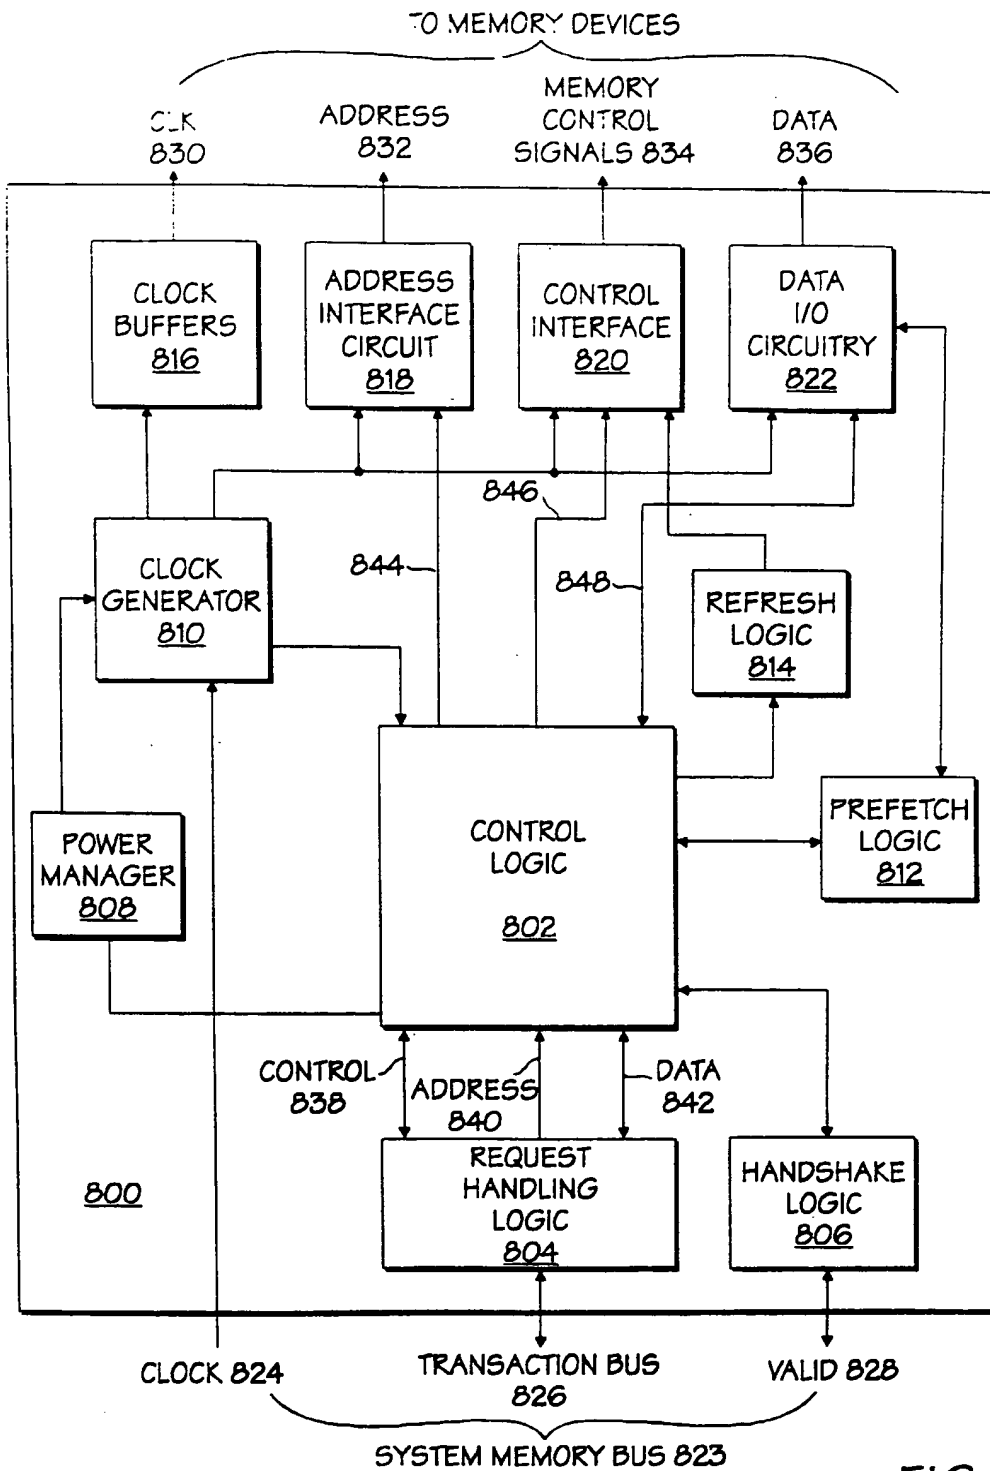 TO MEMORY DEVICES
CLK
830
ADDRESS
832
MEMORY
CONTROL
SIGNALS 834
DATA
836
CLOCK
BUFFERS
816
ADDRESS
INTERFACE
CIRCUIT
818
CONTROL
INTERFACE
820
DATA
I/O
CIRCUITRY
822
846
844
848
CLOCK
GENERATOR
810
REFRESH
LOGIC
814
POWER
MANAGER
808
CONTROL
LOGIC
802
PREFETCH
LOGIC
812
CONTROL
838
ADDRESS
840
DATA
842
800
REQUEST
HANDLING
LOGIC
804
HANDSHAKE
LOGIC
806
CLOCK 824
TRANSACTION BUS
826
VALID 828
SYSTEM MEMORY BUS 823